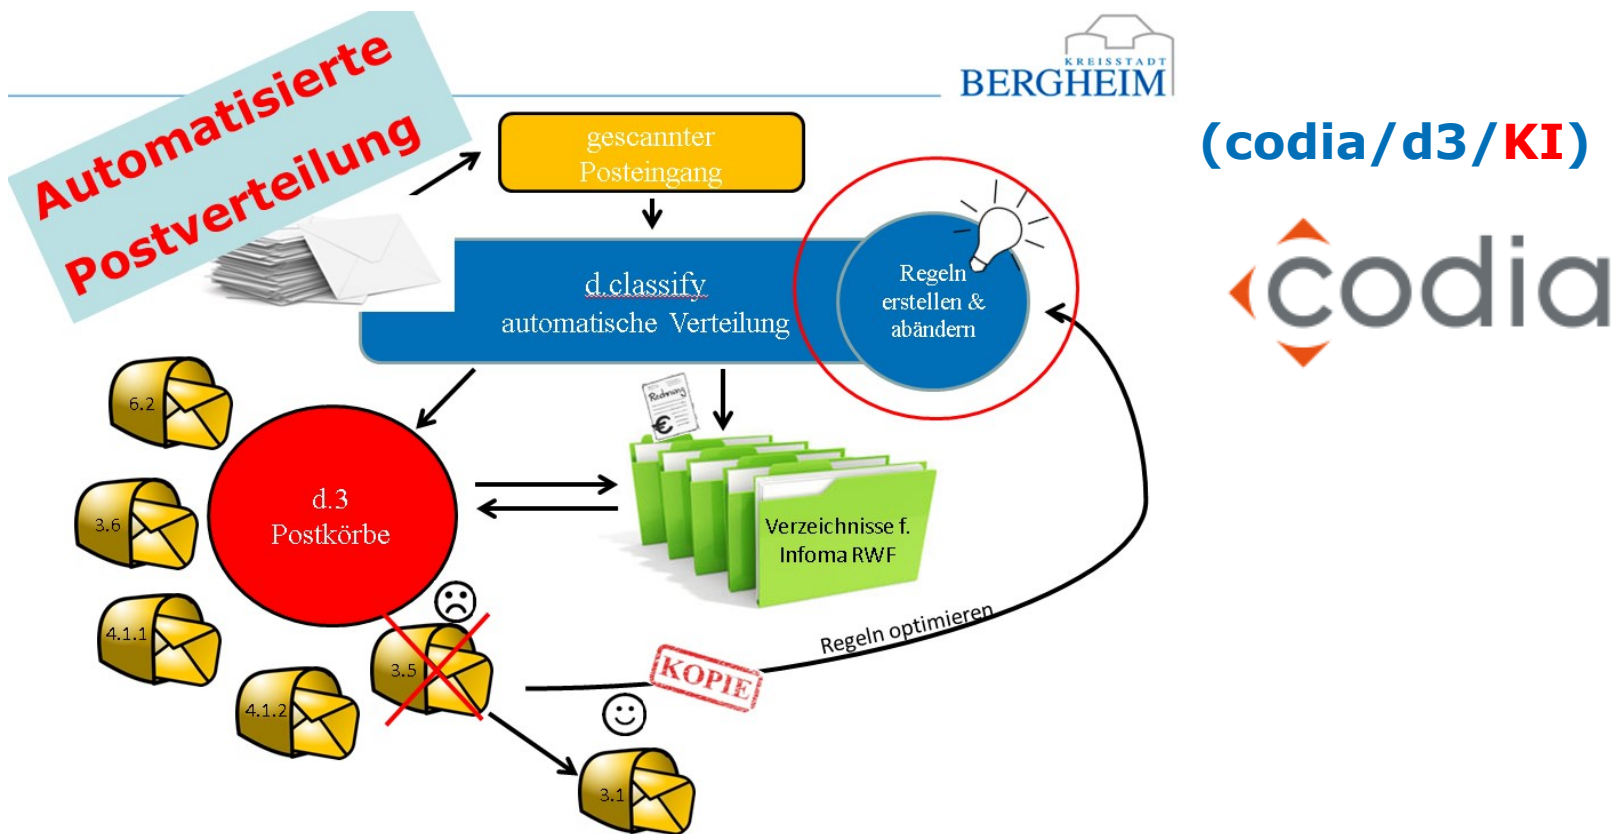 Automatisierte
Postverteilung
KREISSTADT
BERGHEIM
(codia/d3/KI)
codia
gescannter
Posteingang
d.classify
automatische Verteilung
Regeln
erstellen &
abändern
Rechnung
€
6.2
3.6
4.1.1
4.1.2
3.5
3.1
d.3
Postkörbe
Verzeichnisse f.
Infoma RWF
Regeln optimieren
KOPIE